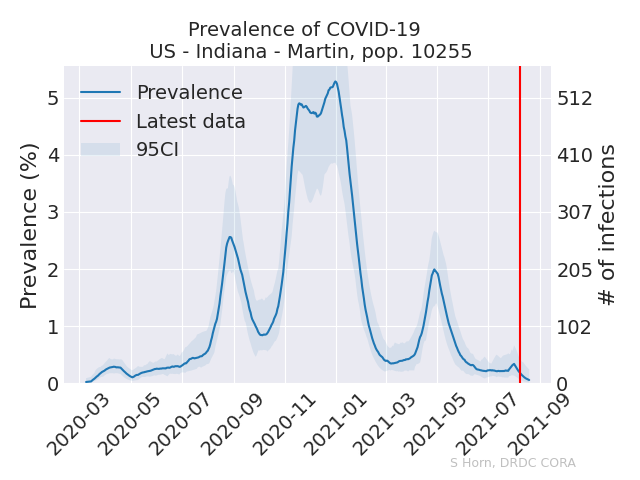 Prevalence of COVID-19
US - Indiana - Martin, pop. 10255
Prevalence
Latest data
95CI
Prevalence (%)
5
4
3
2
1
0
# of infections
512
410
307
205
102
0
2020-03
2020-05
2020-07
2020-09
2020-11
2021-01
2021-03
2021-05
2021-07
2021-09
S Horn, DRDC CORA